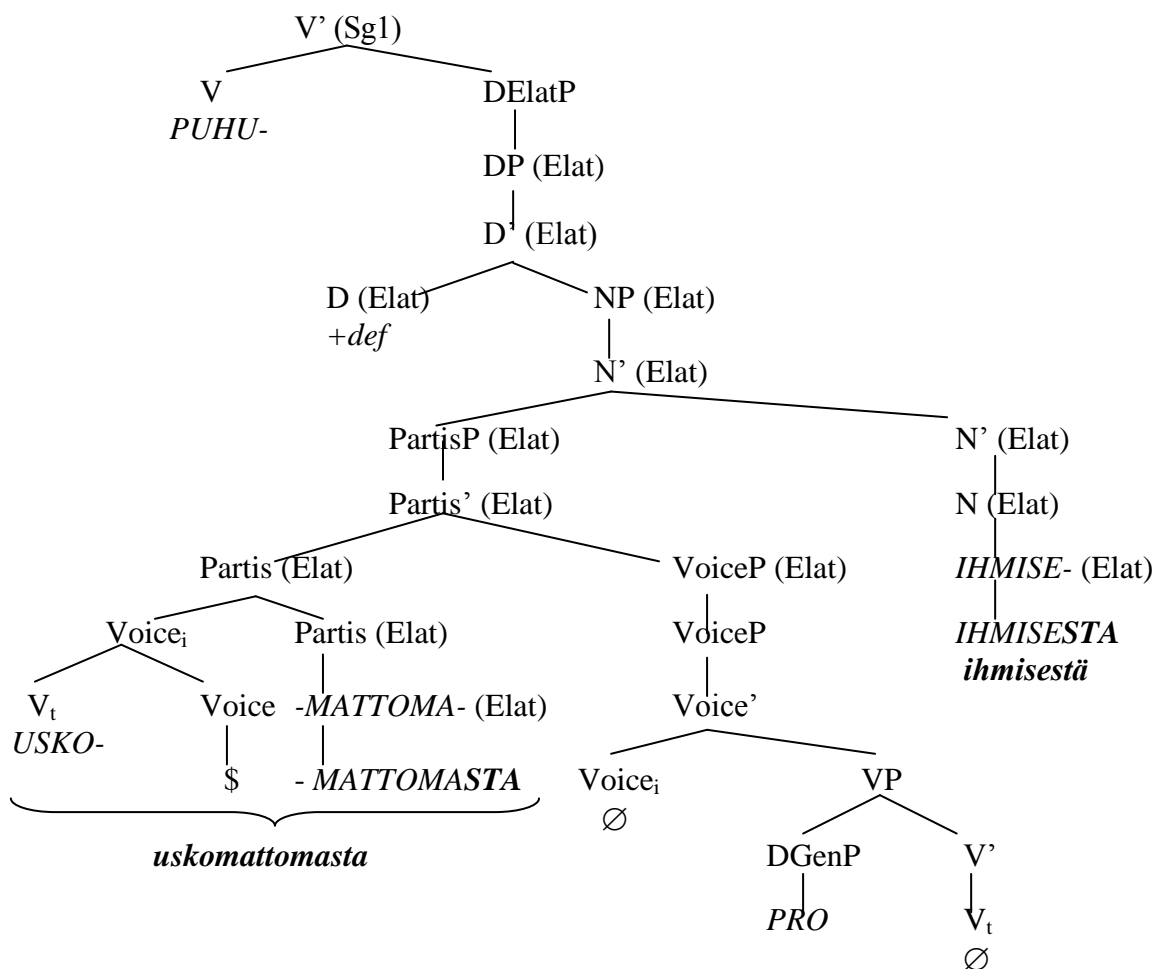 V’ (Sg1)
V DElatP
PUHU-
DP (Elat)
D’ (Elat)
D (Elat) NP (Elat)
+def
N’ (Elat)
PartisP (Elat) N’ (Elat)
Partis’ (Elat) N (Elat)
Partis (Elat) VoiceP (Elat) IHMISE- (Elat)
Voiceᵢ Partis (Elat) VoiceP IHMISESTA
ihmisestä
Vₜ Voice -MATTOMA- (Elat) Voice’
USKO-
$ - MATTOMASTA Voiceᵢ VP
∅
uskomattomasta DGenP V’
PRO Vₜ
∅